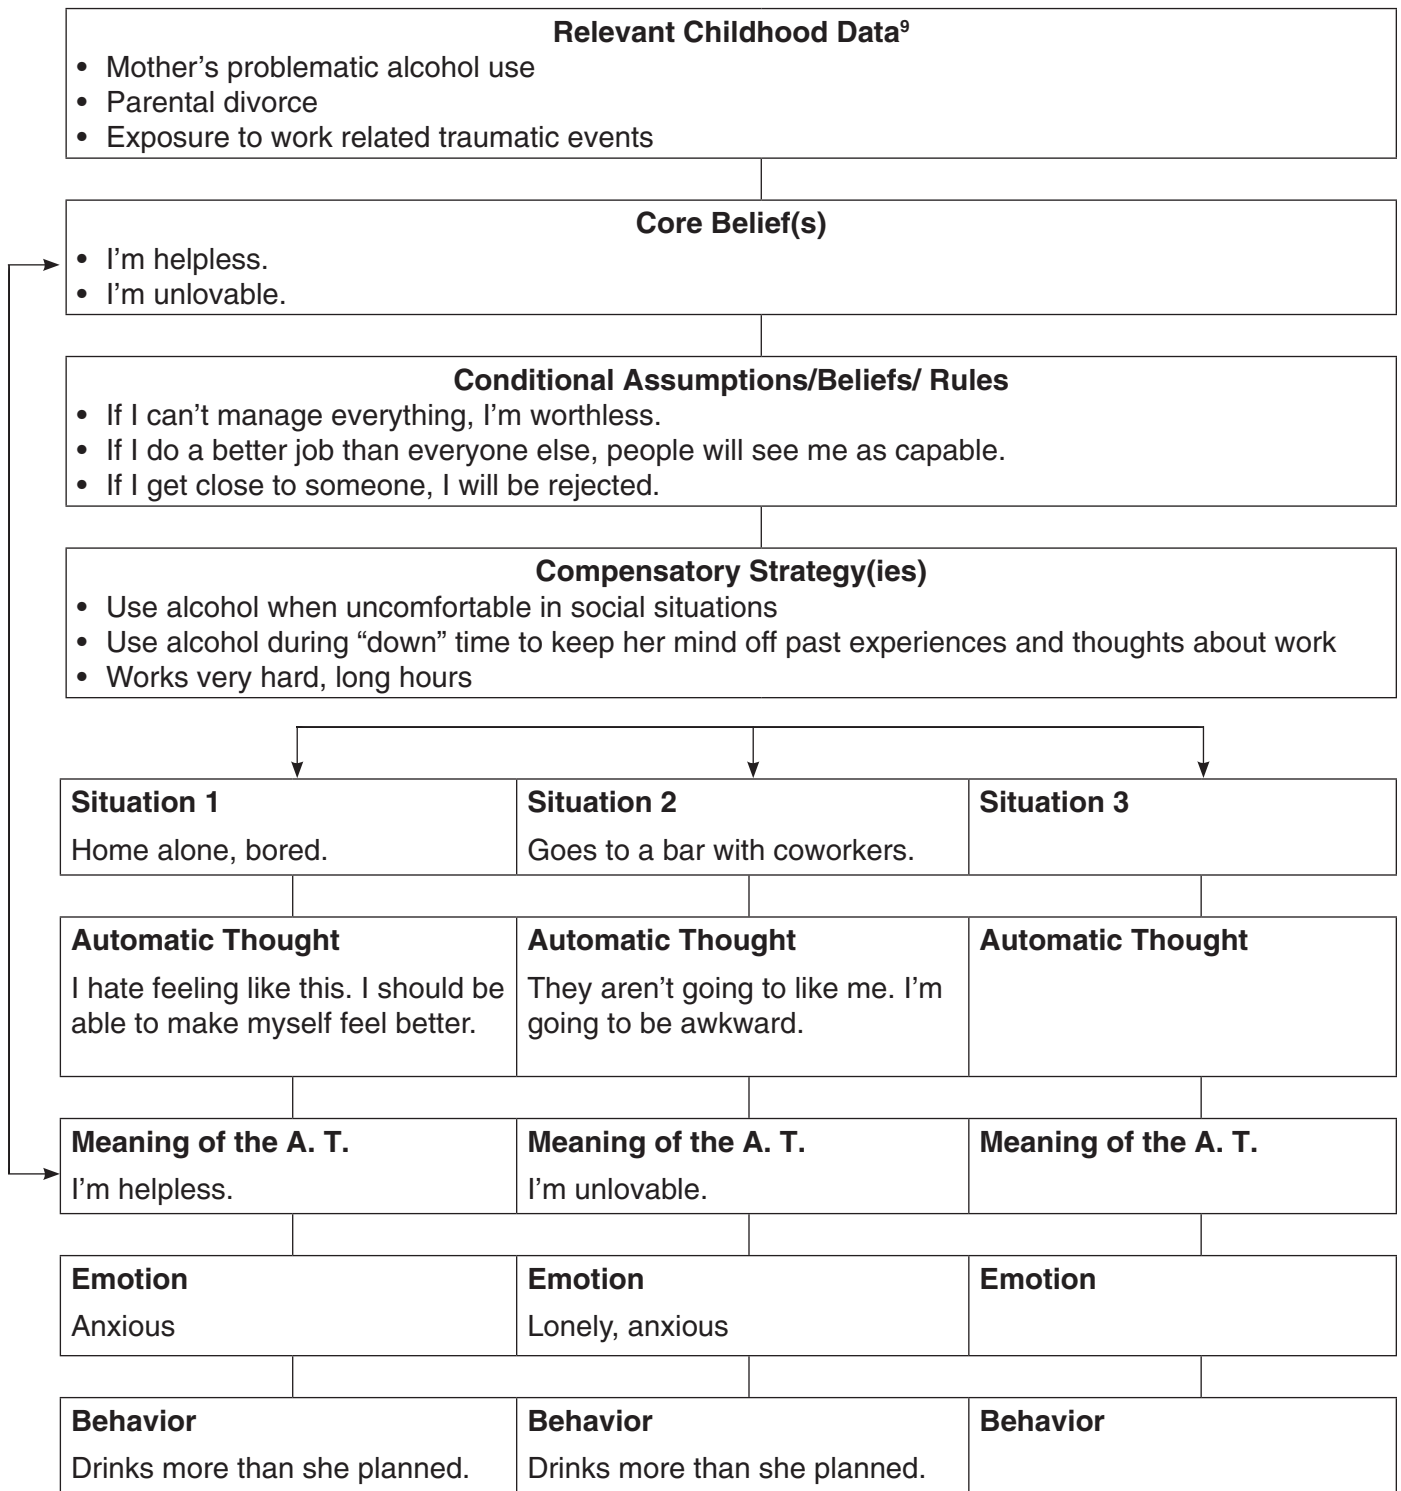 Relevant Childhood Data⁹
• Mother’s problematic alcohol use
• Parental divorce
• Exposure to work related traumatic events
Core Belief(s)
• I’m helpless.
• I’m unlovable.
Conditional Assumptions/Beliefs/ Rules
• If I can’t manage everything, I’m worthless.
• If I do a better job than everyone else, people will see me as capable.
• If I get close to someone, I will be rejected.
Compensatory Strategy(ies)
• Use alcohol when uncomfortable in social situations
• Use alcohol during “down” time to keep her mind off past experiences and thoughts about work
• Works very hard, long hours
Situation 1
Home alone, bored.
Situation 2
Goes to a bar with coworkers.
Situation 3
Automatic Thought
I hate feeling like this. I should be
able to make myself feel better.
Automatic Thought
They aren’t going to like me. I’m
going to be awkward.
Automatic Thought
Meaning of the A. T.
I’m helpless.
Meaning of the A. T.
I’m unlovable.
Meaning of the A. T.
Emotion
Anxious
Emotion
Lonely, anxious
Emotion
Behavior
Drinks more than she planned.
Behavior
Drinks more than she planned.
Behavior